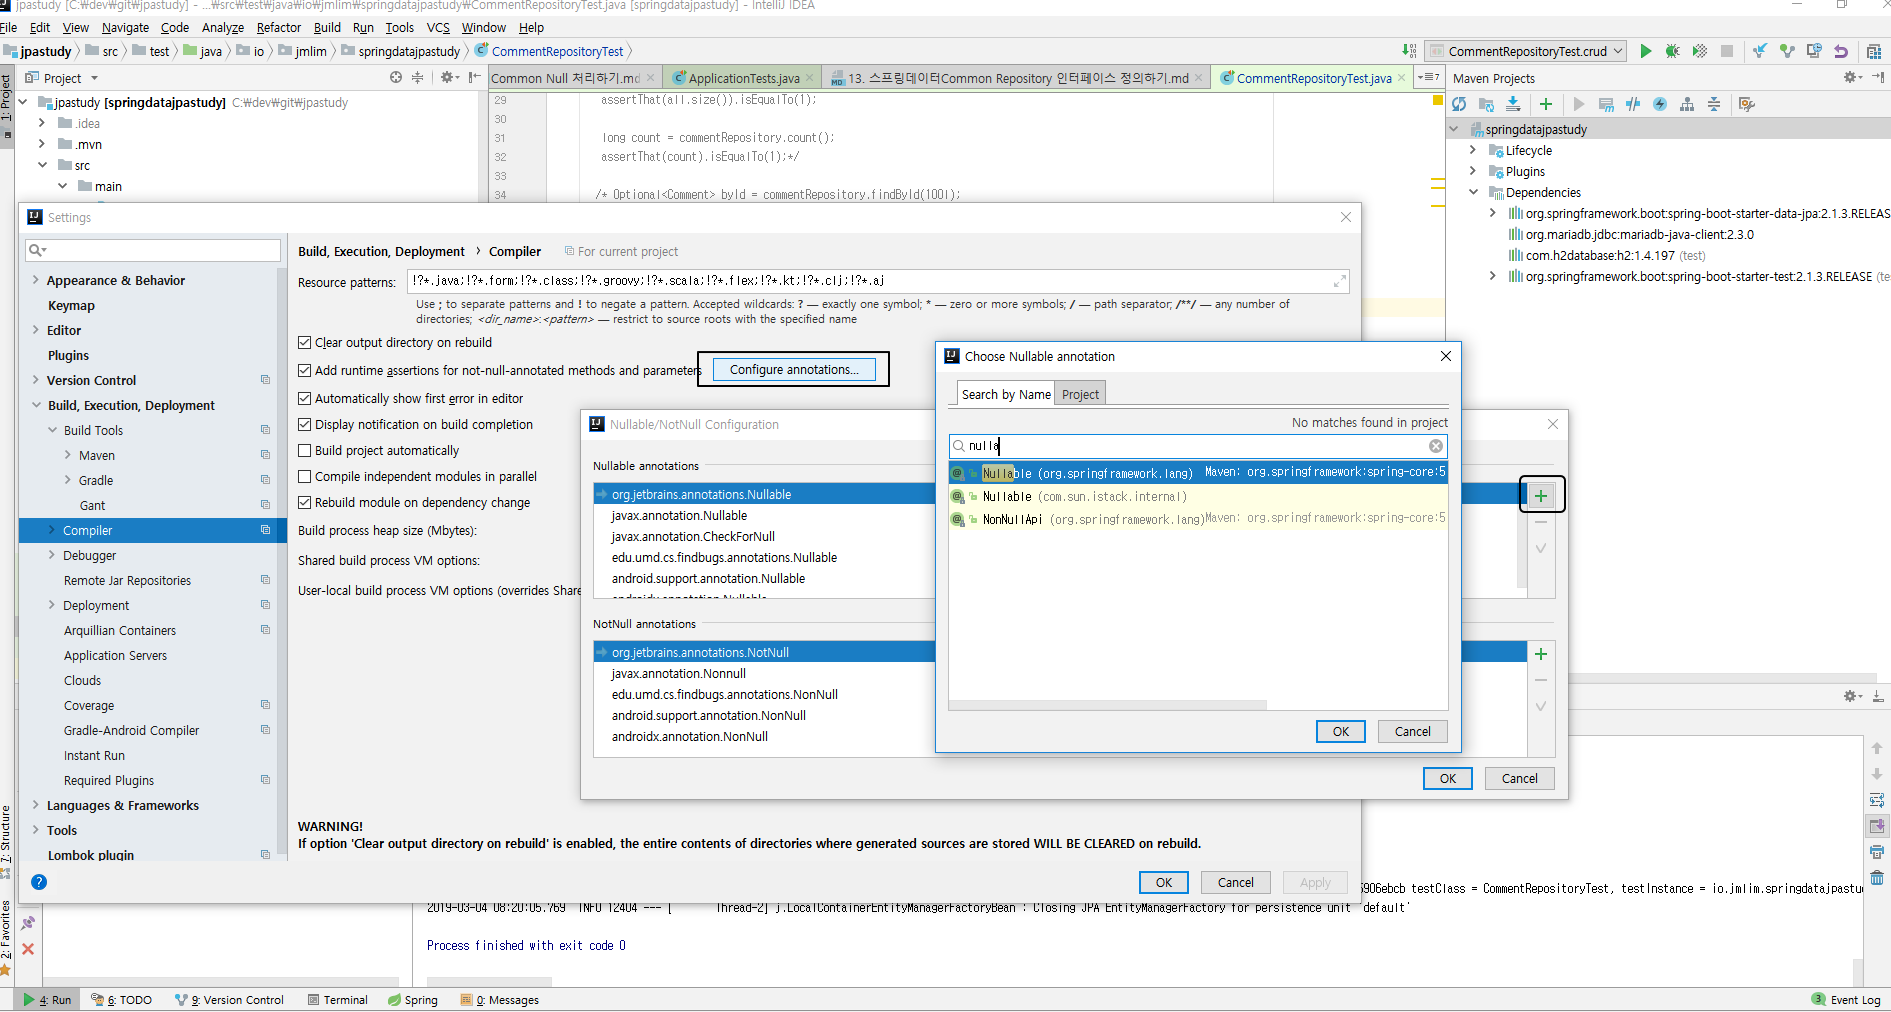 jpastudy [C:₩dev₩git₩jpastudy] - ...₩src₩test₩java₩io₩jmlim₩springdatajpastudy₩CommentRepositoryTest.java [springdatajpastudy] - IntelliJ IDEA
File Edit View Navigate Code Analyze Refactor Build Run Tools VCS Window Help
jpastudy src test java io jmlim springdatajpastudy CommentRepositoryTest
CommentRepositoryTest.crud
1: Project
Project
Common Null 처리하기.md
ApplicationTests.java
13. 스프링데이터Common Repository 인터페이스 정의하기.md
CommentRepositoryTest.java
7
Maven Projects
jpastudy [springdatajpastudy] C:₩dev₩git₩jpastudy
.idea
.mvn
src
main
29 assertThat(all.size()).isEqualTo(1);
30
31 long count = commentRepository.count();
32 assertThat(count).isEqualTo(1);*/
33
34 /* Optional<Comment> byId = commentRepository.findById(100l);
springdatajpastudy
Lifecycle
Plugins
Dependencies
org.springframework.boot:spring-boot-starter-data-jpa:2.1.3.RELEAS
org.mariadb.jdbc:mariadb-java-client:2.3.0
com.h2database:h2:1.4.197 (test)
org.springframework.boot:spring-boot-starter-test:2.1.3.RELEASE (te
Settings
Appearance & Behavior
Keymap
Editor
Plugins
Version Control
Build, Execution, Deployment
Build Tools
Maven
Gradle
Gant
Compiler
Debugger
Remote Jar Repositories
Deployment
Arquillian Containers
Application Servers
Clouds
Coverage
Gradle-Android Compiler
Instant Run
Required Plugins
Languages & Frameworks
Tools
Lombok plugin
Build, Execution, Deployment › Compiler For current project
Resource patterns: !?*.java;!?*.form;!?*.class;!?*.groovy;!?*.scala;!?*.flex;!?*.kt;!?*.clj;!?*.aj
Use ; to separate patterns and ! to negate a pattern. Accepted wildcards: ? — exactly one symbol; * — zero or more symbols; / — path separator; /**/ — any number of
directories; <dir_name>:<pattern> — restrict to source roots with the specified name
Clear output directory on rebuild
Add runtime assertions for not-null-annotated methods and parameters Configure annotations...
Automatically show first error in editor
Display notification on build completion
Build project automatically
Compile independent modules in parallel
Rebuild module on dependency change
Build process heap size (Mbytes):
Shared build process VM options:
User-local build process VM options (overrides Share
WARNING!
If option 'Clear output directory on rebuild' is enabled, the entire contents of directories where generated sources are stored WILL BE CLEARED on rebuild.
? OK Cancel Apply
Nullable/NotNull Configuration
Nullable annotations
org.jetbrains.annotations.Nullable
javax.annotation.Nullable
javax.annotation.CheckForNull
edu.umd.cs.findbugs.annotations.Nullable
android.support.annotation.Nullable
androidx.annotation.Nullable
NotNull annotations
org.jetbrains.annotations.NotNull
javax.annotation.Nonnull
edu.umd.cs.findbugs.annotations.NonNull
android.support.annotation.NonNull
androidx.annotation.NonNull
OK Cancel
Choose Nullable annotation
Search by Name Project
No matches found in project
nulla
Nullable (org.springframework.lang) Maven: org.springframework:spring-core:5
Nullable (com.sun.istack.internal)
NonNullApi (org.springframework.lang) Maven: org.springframework:spring-core:5
OK Cancel
7: Structure
2: Favorites
5906ebcb testClass = CommentRepositoryTest, testInstance = io.jmlim.springdatajpastu
2019-03-04 08:20:05.769 INFO 12404 --- [ Thread-2] j.LocalContainerEntityManagerFactoryBean : Closing JPA EntityManagerFactory for persistence unit 'default'
Process finished with exit code 0
4: Run 6: TODO 9: Version Control Terminal Spring 0: Messages 3 Event Log